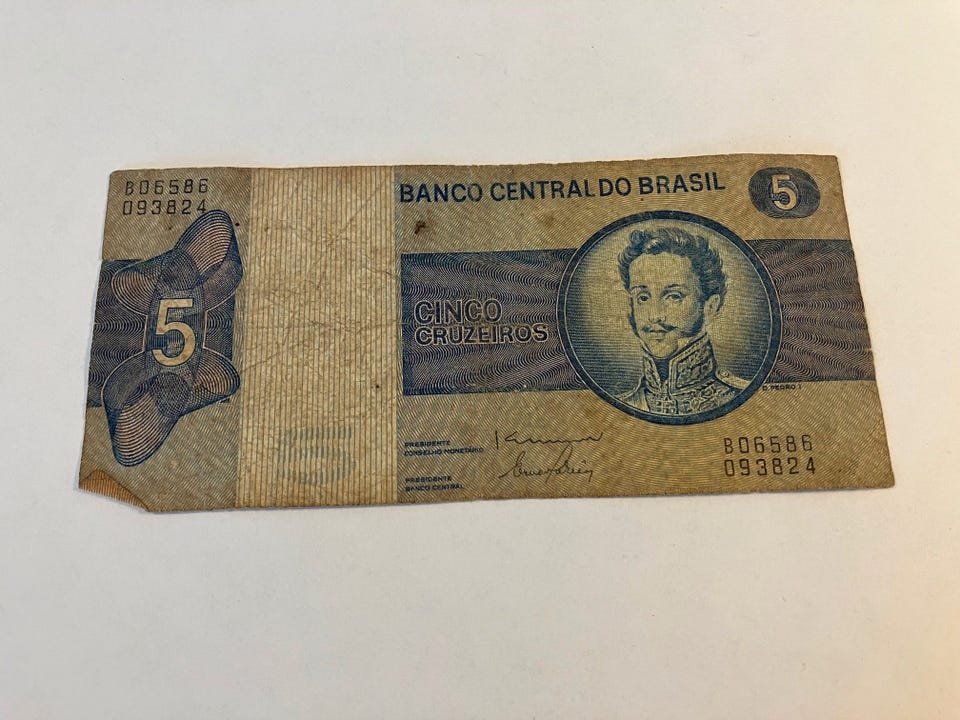 B06586
093824
5
BANCO CENTRAL DO BRASIL
5
CINCO
CRUZEIROS
D. PEDRO I
PRESIDENTE
CONSELHO MONETÁRIO
PRESIDENTE
BANCO CENTRAL
B06586
093824